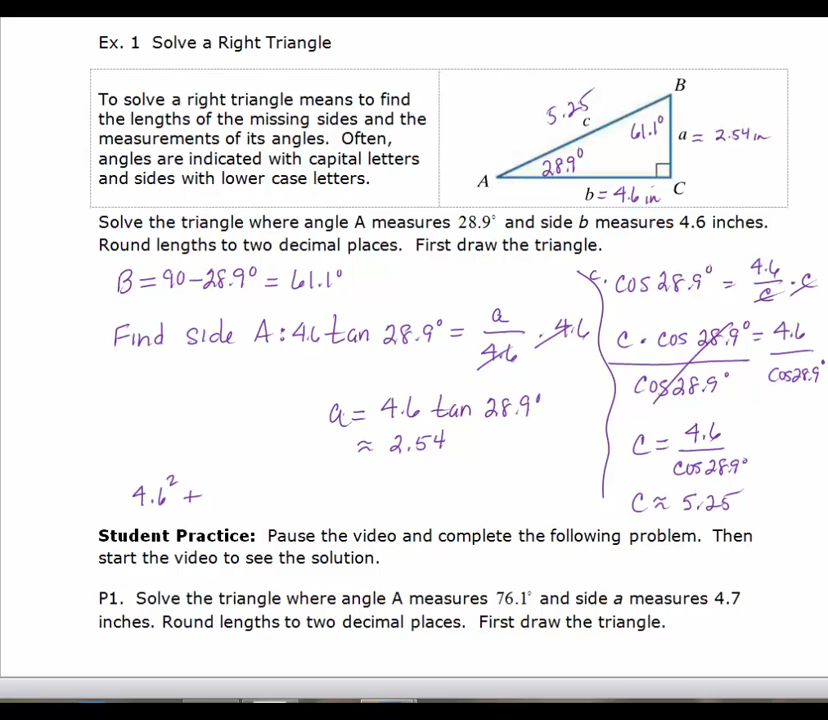 Ex. 1 Solve a Right Triangle
To solve a right triangle means to find
the lengths of the missing sides and the
measurements of its angles. Often,
angles are indicated with capital letters
and sides with lower case letters.
B
5.25
c
61.1°
a = 2.54 in
28.9°
A
b = 4.6 in
C
Solve the triangle where angle A measures 28.9° and side b measures 4.6 inches.
Round lengths to two decimal places. First draw the triangle.
B = 90 - 28.9° = 61.1°
Find side A: 4.6 tan 28.9° = a/4.6 · 4.6
a = 4.6 tan 28.9°
≈ 2.54
4.6² +
c · cos 28.9° = 4.6/c · c
c · cos 28.9° = 4.6
cos 28.9° cos 28.9°
c = 4.6/cos 28.9°
c ≈ 5.25
Student Practice: Pause the video and complete the following problem. Then
start the video to see the solution.
P1. Solve the triangle where angle A measures 76.1° and side a measures 4.7
inches. Round lengths to two decimal places. First draw the triangle.